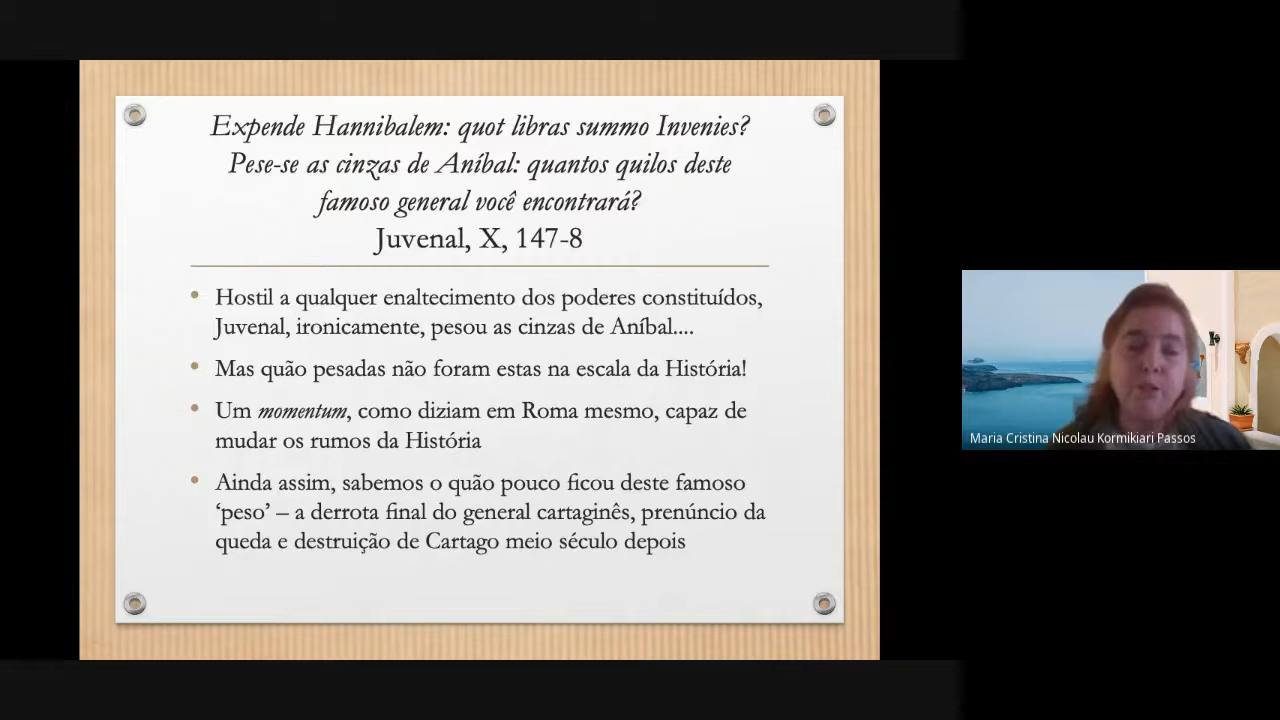 Expende Hannibalem: quot libras summo Invenies?
Pese-se as cinzas de Aníbal: quantos quilos deste
famoso general você encontrará?
Juvenal, X, 147-8
• Hostil a qualquer enaltecimento dos poderes constituídos,
Juvenal, ironicamente, pesou as cinzas de Aníbal....
• Mas quão pesadas não foram estas na escala da História!
• Um momentum, como diziam em Roma mesmo, capaz de
mudar os rumos da História
• Ainda assim, sabemos o quão pouco ficou deste famoso
‘peso’ – a derrota final do general cartaginês, prenúncio da
queda e destruição de Cartago meio século depois
Maria Cristina Nicolau Kormikiari Passos